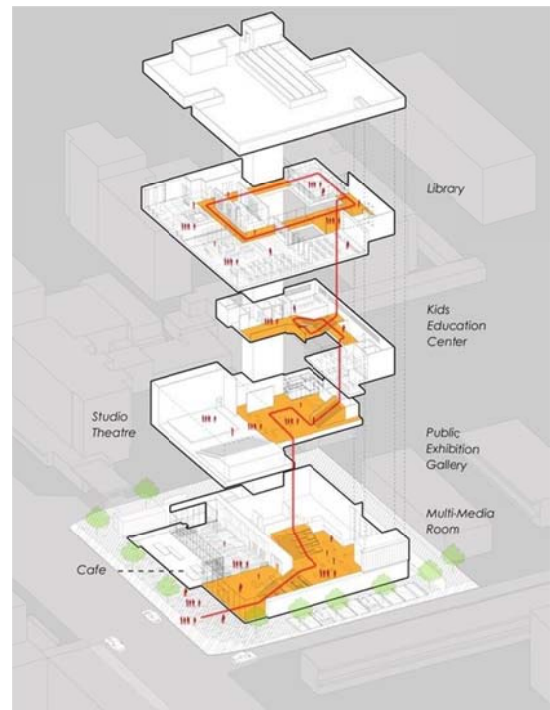 Library
Kids
Education
Center
Studio
Theatre
Public
Exhibition
Gallery
Multi-Media
Room
Cafe